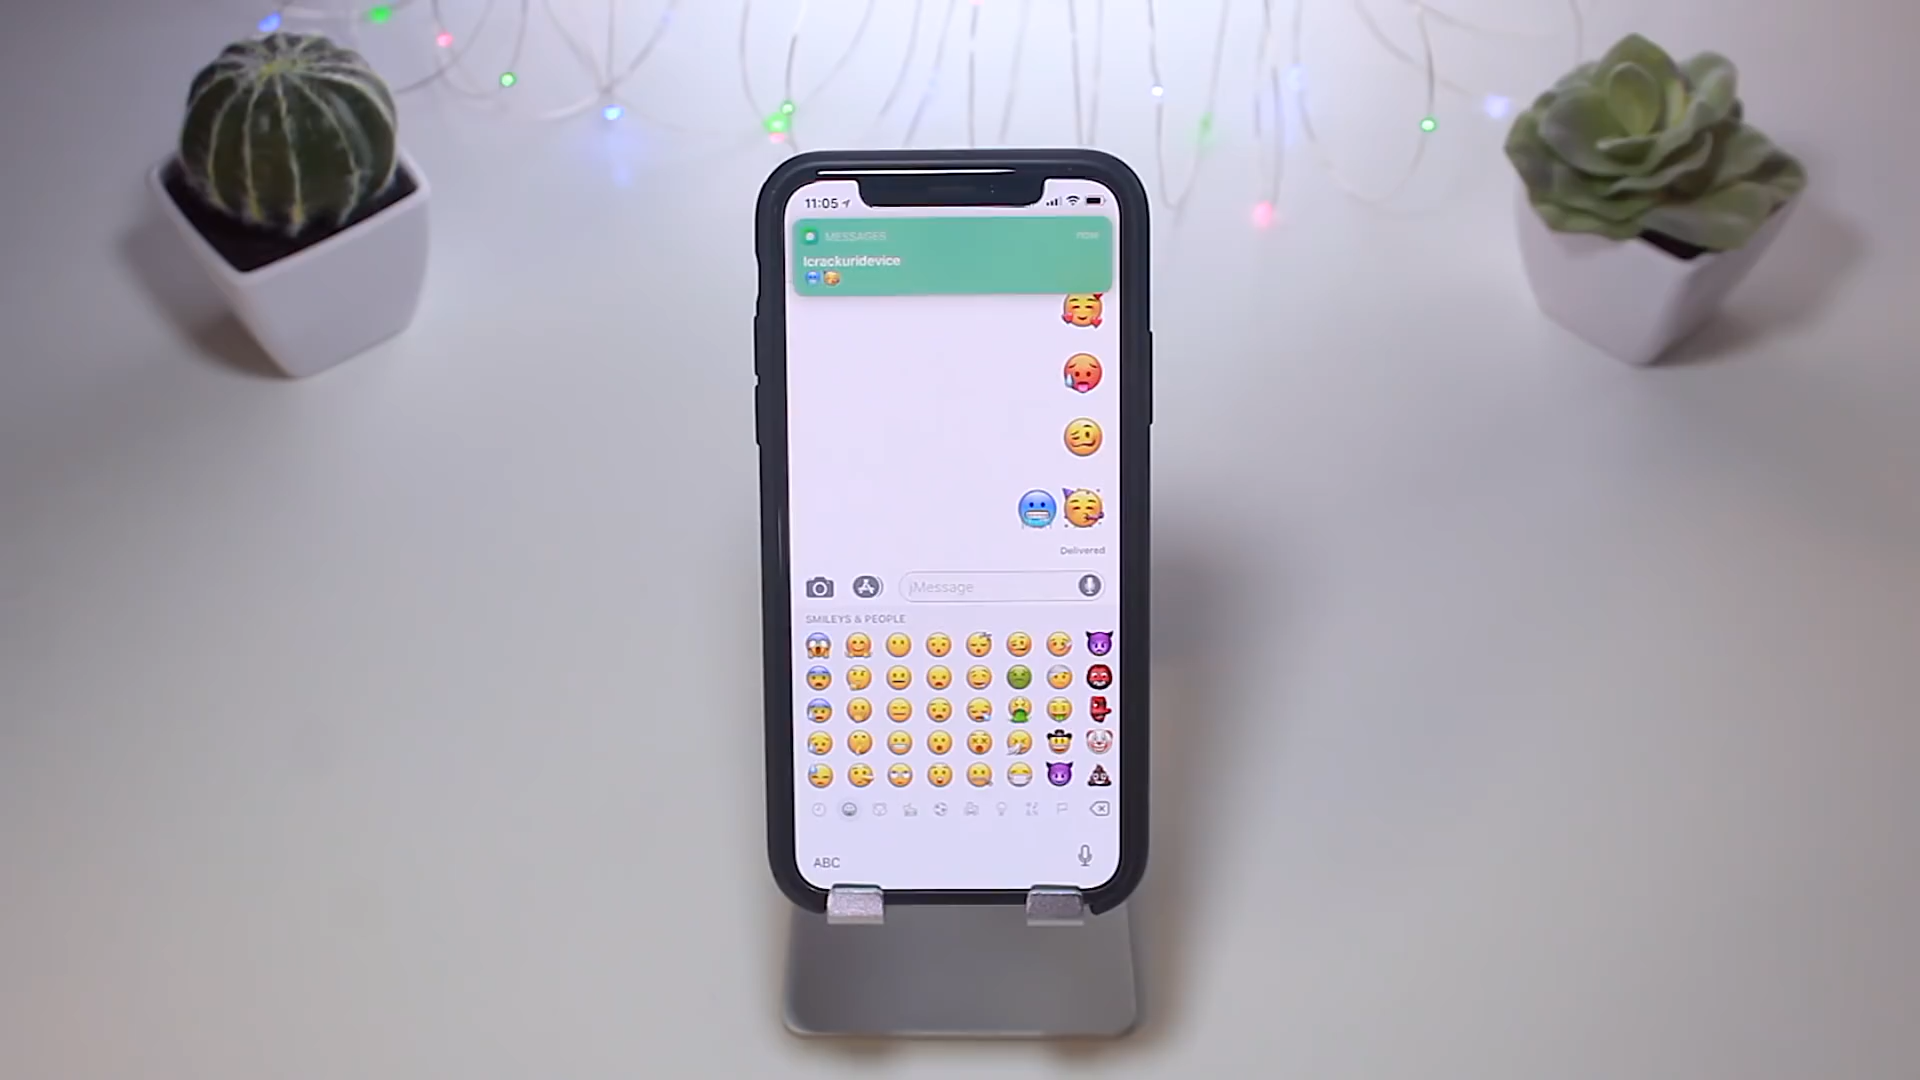 11:05
MESSAGES now
Icrackuridevice
Delivered
iMessage
SMILEYS & PEOPLE
ABC